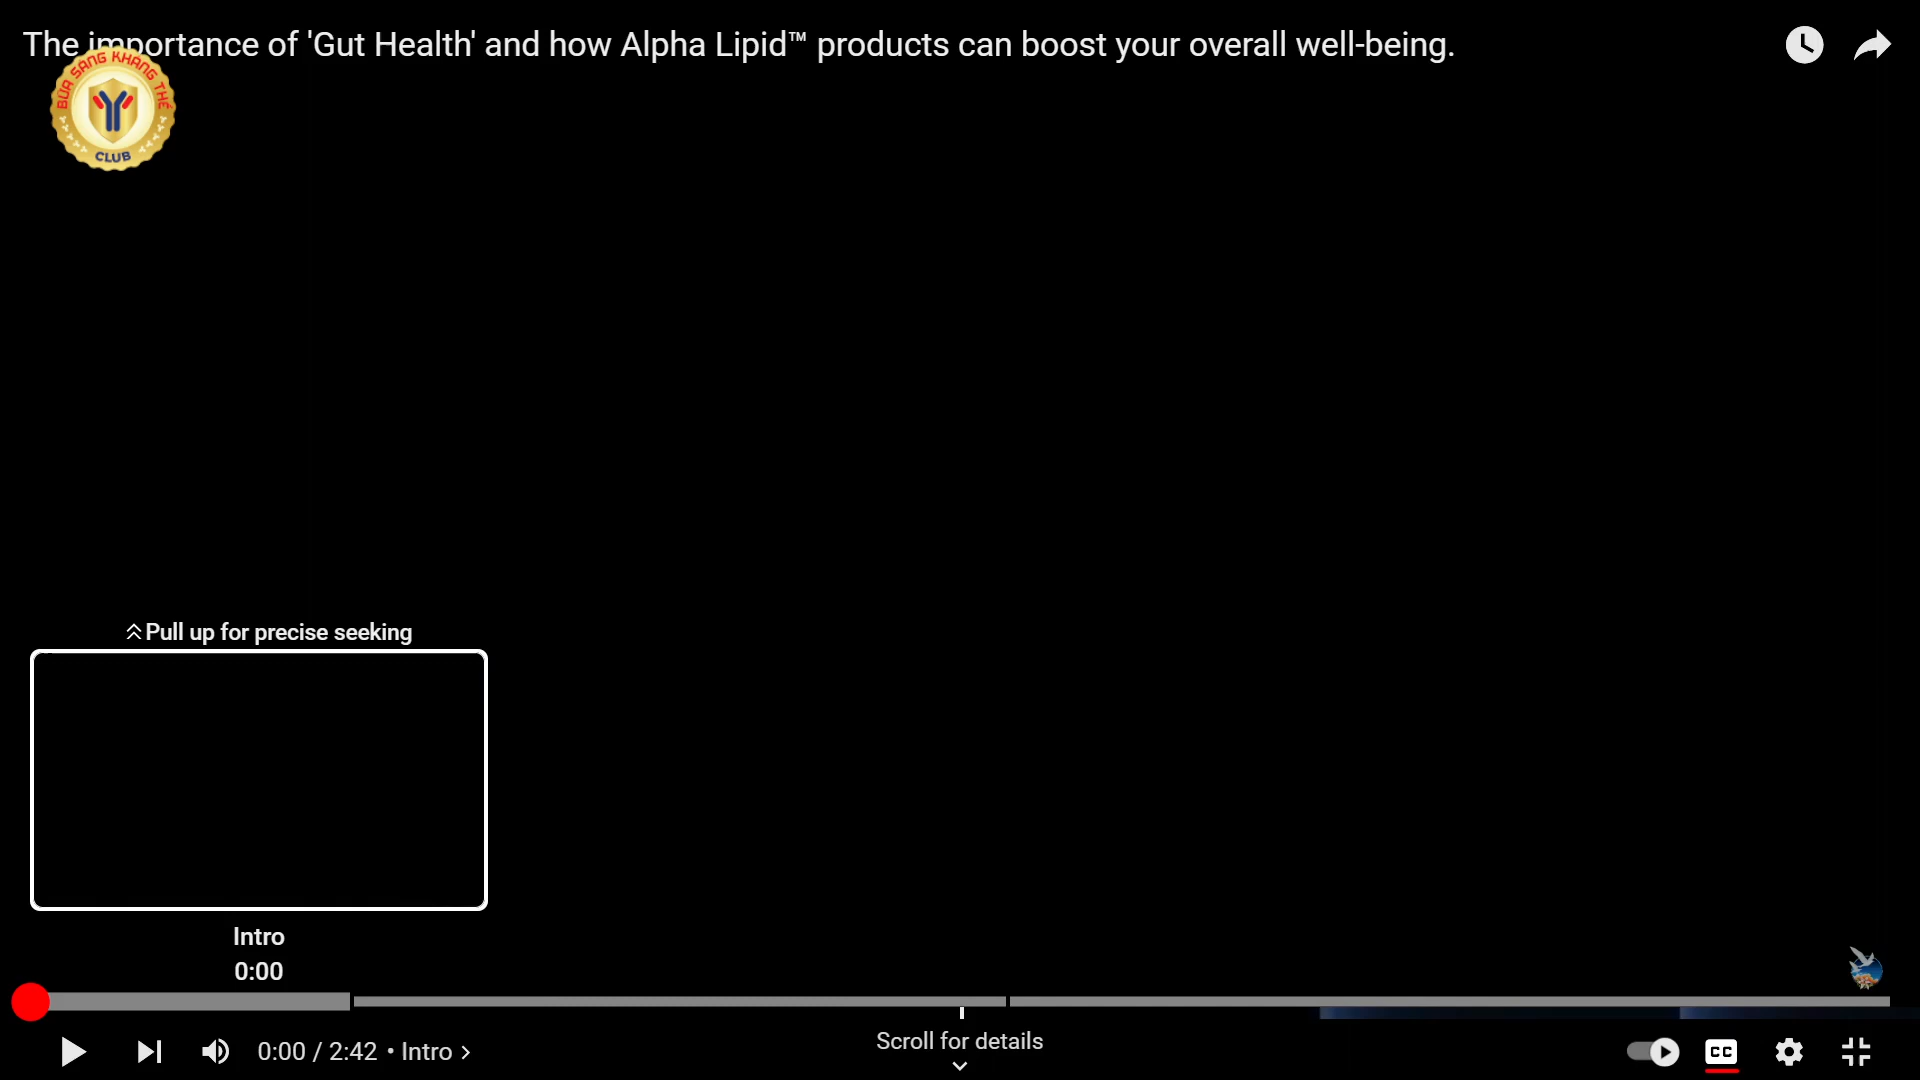 The importance of 'Gut Health' and how Alpha Lipid™ products can boost your overall well-being.
BỮA SÁNG KHANG THỂ
CLUB
Pull up for precise seeking
Intro
0:00
0:00 / 2:42 • Intro >
Scroll for details
CC